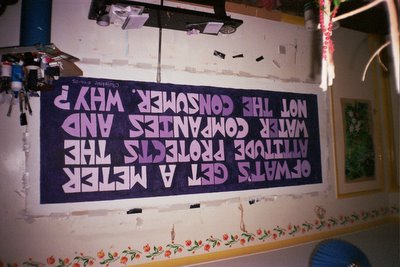 OFWAT'S GET A METER
ATTITUDE PROTECTS THE
WATER COMPANIES AND
NOT THE CONSUMER. WHY?